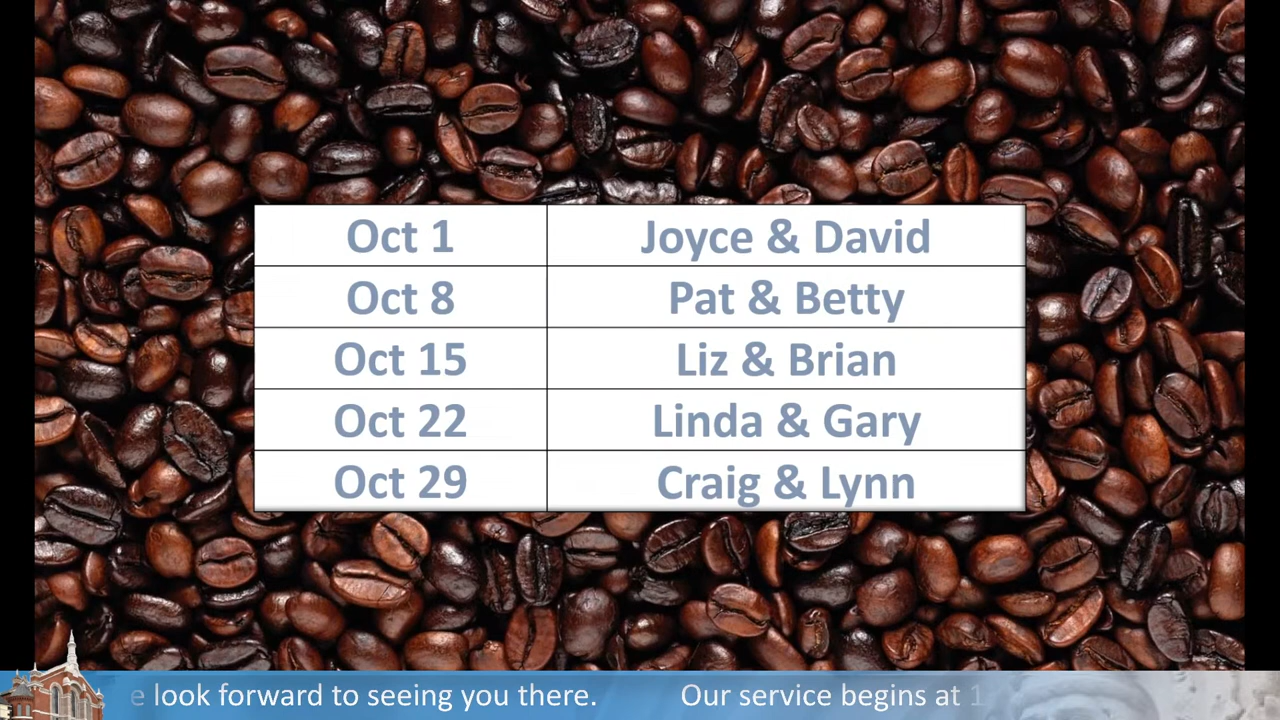 Oct 1 Joyce & David
Oct 8 Pat & Betty
Oct 15 Liz & Brian
Oct 22 Linda & Gary
Oct 29 Craig & Lynn
look forward to seeing you there. Our service begins at